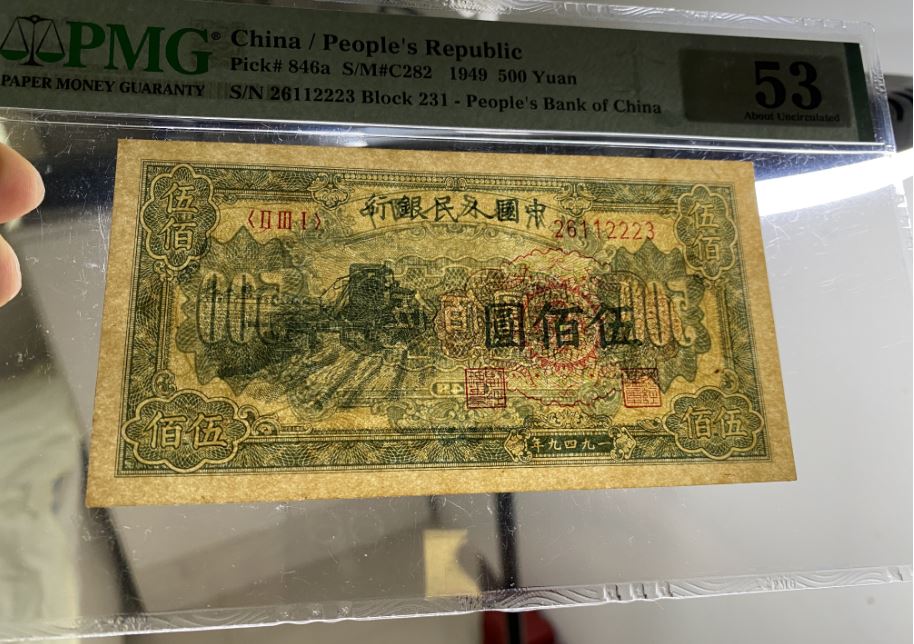 PMG®
PAPER MONEY GUARANTY
China / People's Republic
Pick# 846a S/M#C282 1949 500 Yuan
S/N 26112223 Block 231 - People's Bank of China
53
About Uncirculated
中國人民銀行
〈II III I〉
26112223
伍佰
伍佰
500
500
伍佰圓
伍佰
伍佰
一九四九年